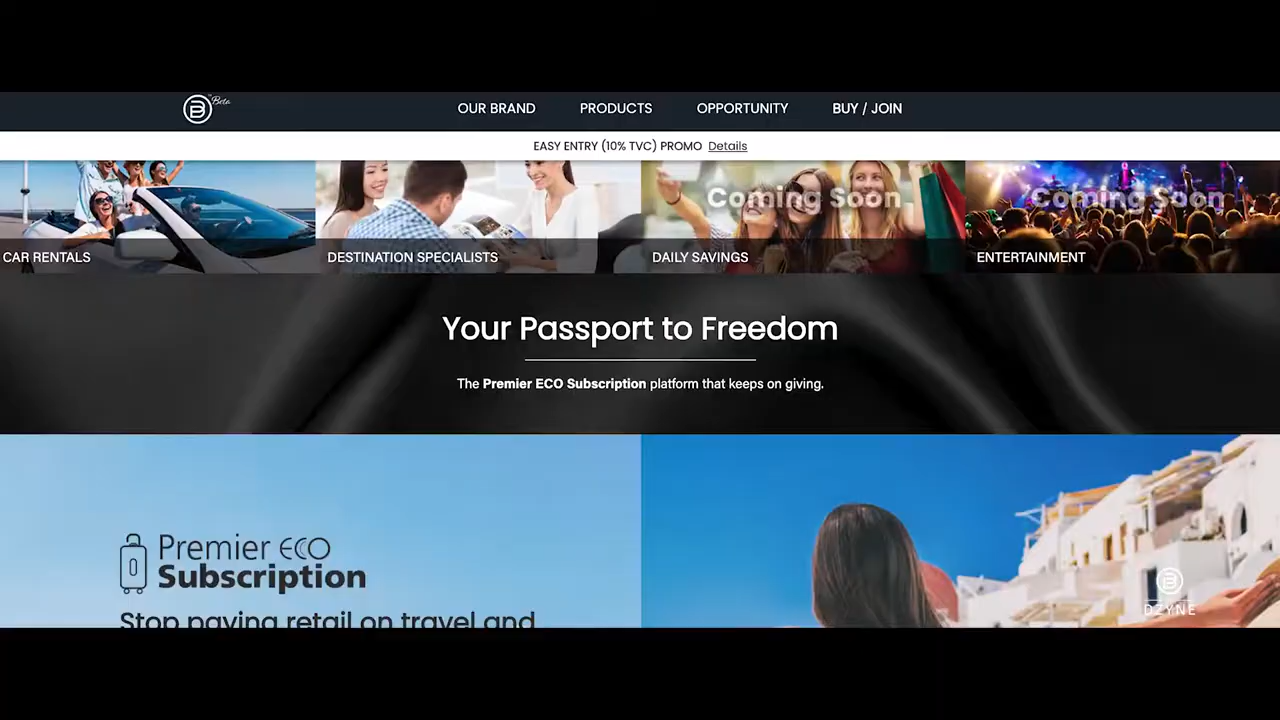 Beta
OUR BRAND
PRODUCTS
OPPORTUNITY
BUY / JOIN
EASY ENTRY (10% TVC) PROMO Details
Coming Soon
Coming Soon
CAR RENTALS
DESTINATION SPECIALISTS
DAILY SAVINGS
ENTERTAINMENT
Your Passport to Freedom
The Premier ECO Subscription platform that keeps on giving.
Premier ECO
Subscription
Stop paying retail on travel and
DZYNE